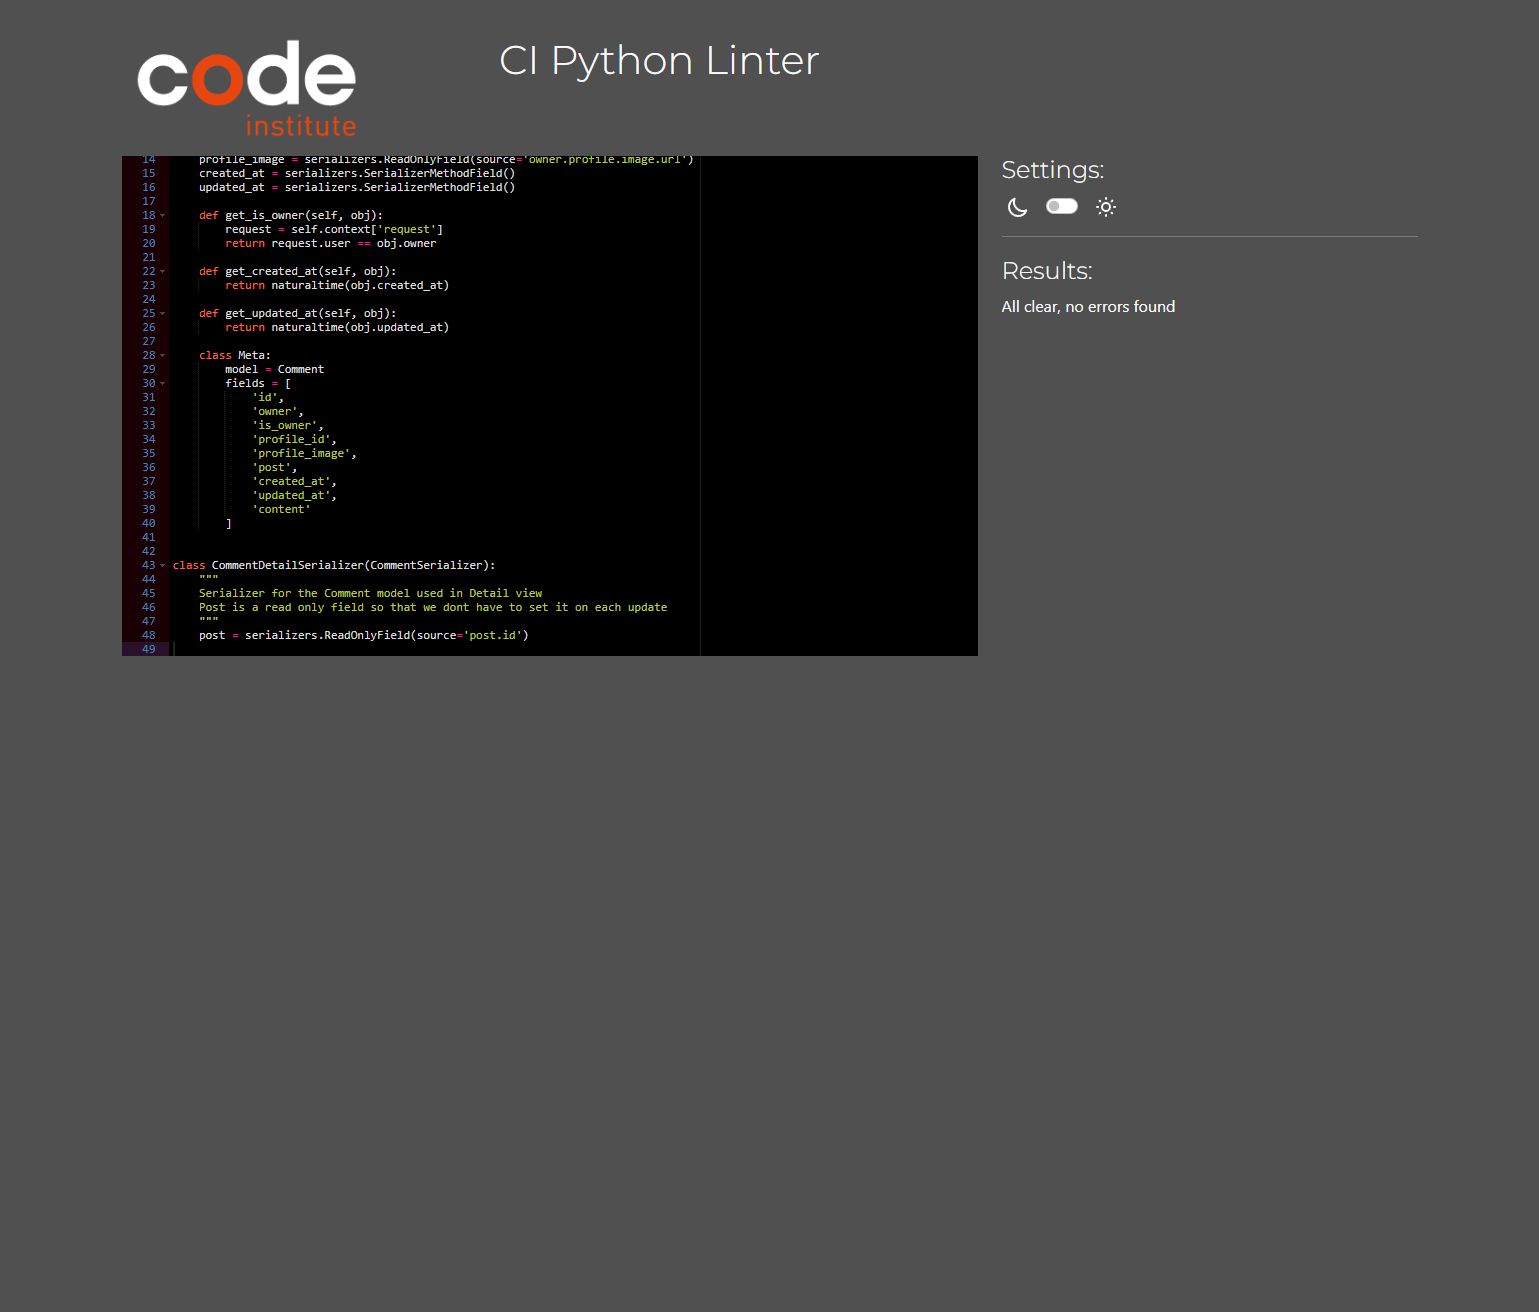 code
institute
CI Python Linter
14 profile_image = serializers.ReadOnlyField(source='owner.profile.image.url')
15 created_at = serializers.SerializerMethodField()
16 updated_at = serializers.SerializerMethodField()
17
18 def get_is_owner(self, obj):
19 request = self.context['request']
20 return request.user == obj.owner
21
22 def get_created_at(self, obj):
23 return naturaltime(obj.created_at)
24
25 def get_updated_at(self, obj):
26 return naturaltime(obj.updated_at)
27
28 class Meta:
29 model = Comment
30 fields = [
31 'id',
32 'owner',
33 'is_owner',
34 'profile_id',
35 'profile_image',
36 'post',
37 'created_at',
38 'updated_at',
39 'content'
40 ]
41
42
43 class CommentDetailSerializer(CommentSerializer):
44 """
45 Serializer for the Comment model used in Detail view
46 Post is a read only field so that we dont have to set it on each update
47 """
48 post = serializers.ReadOnlyField(source='post.id')
49
Settings:
Results:
All clear, no errors found